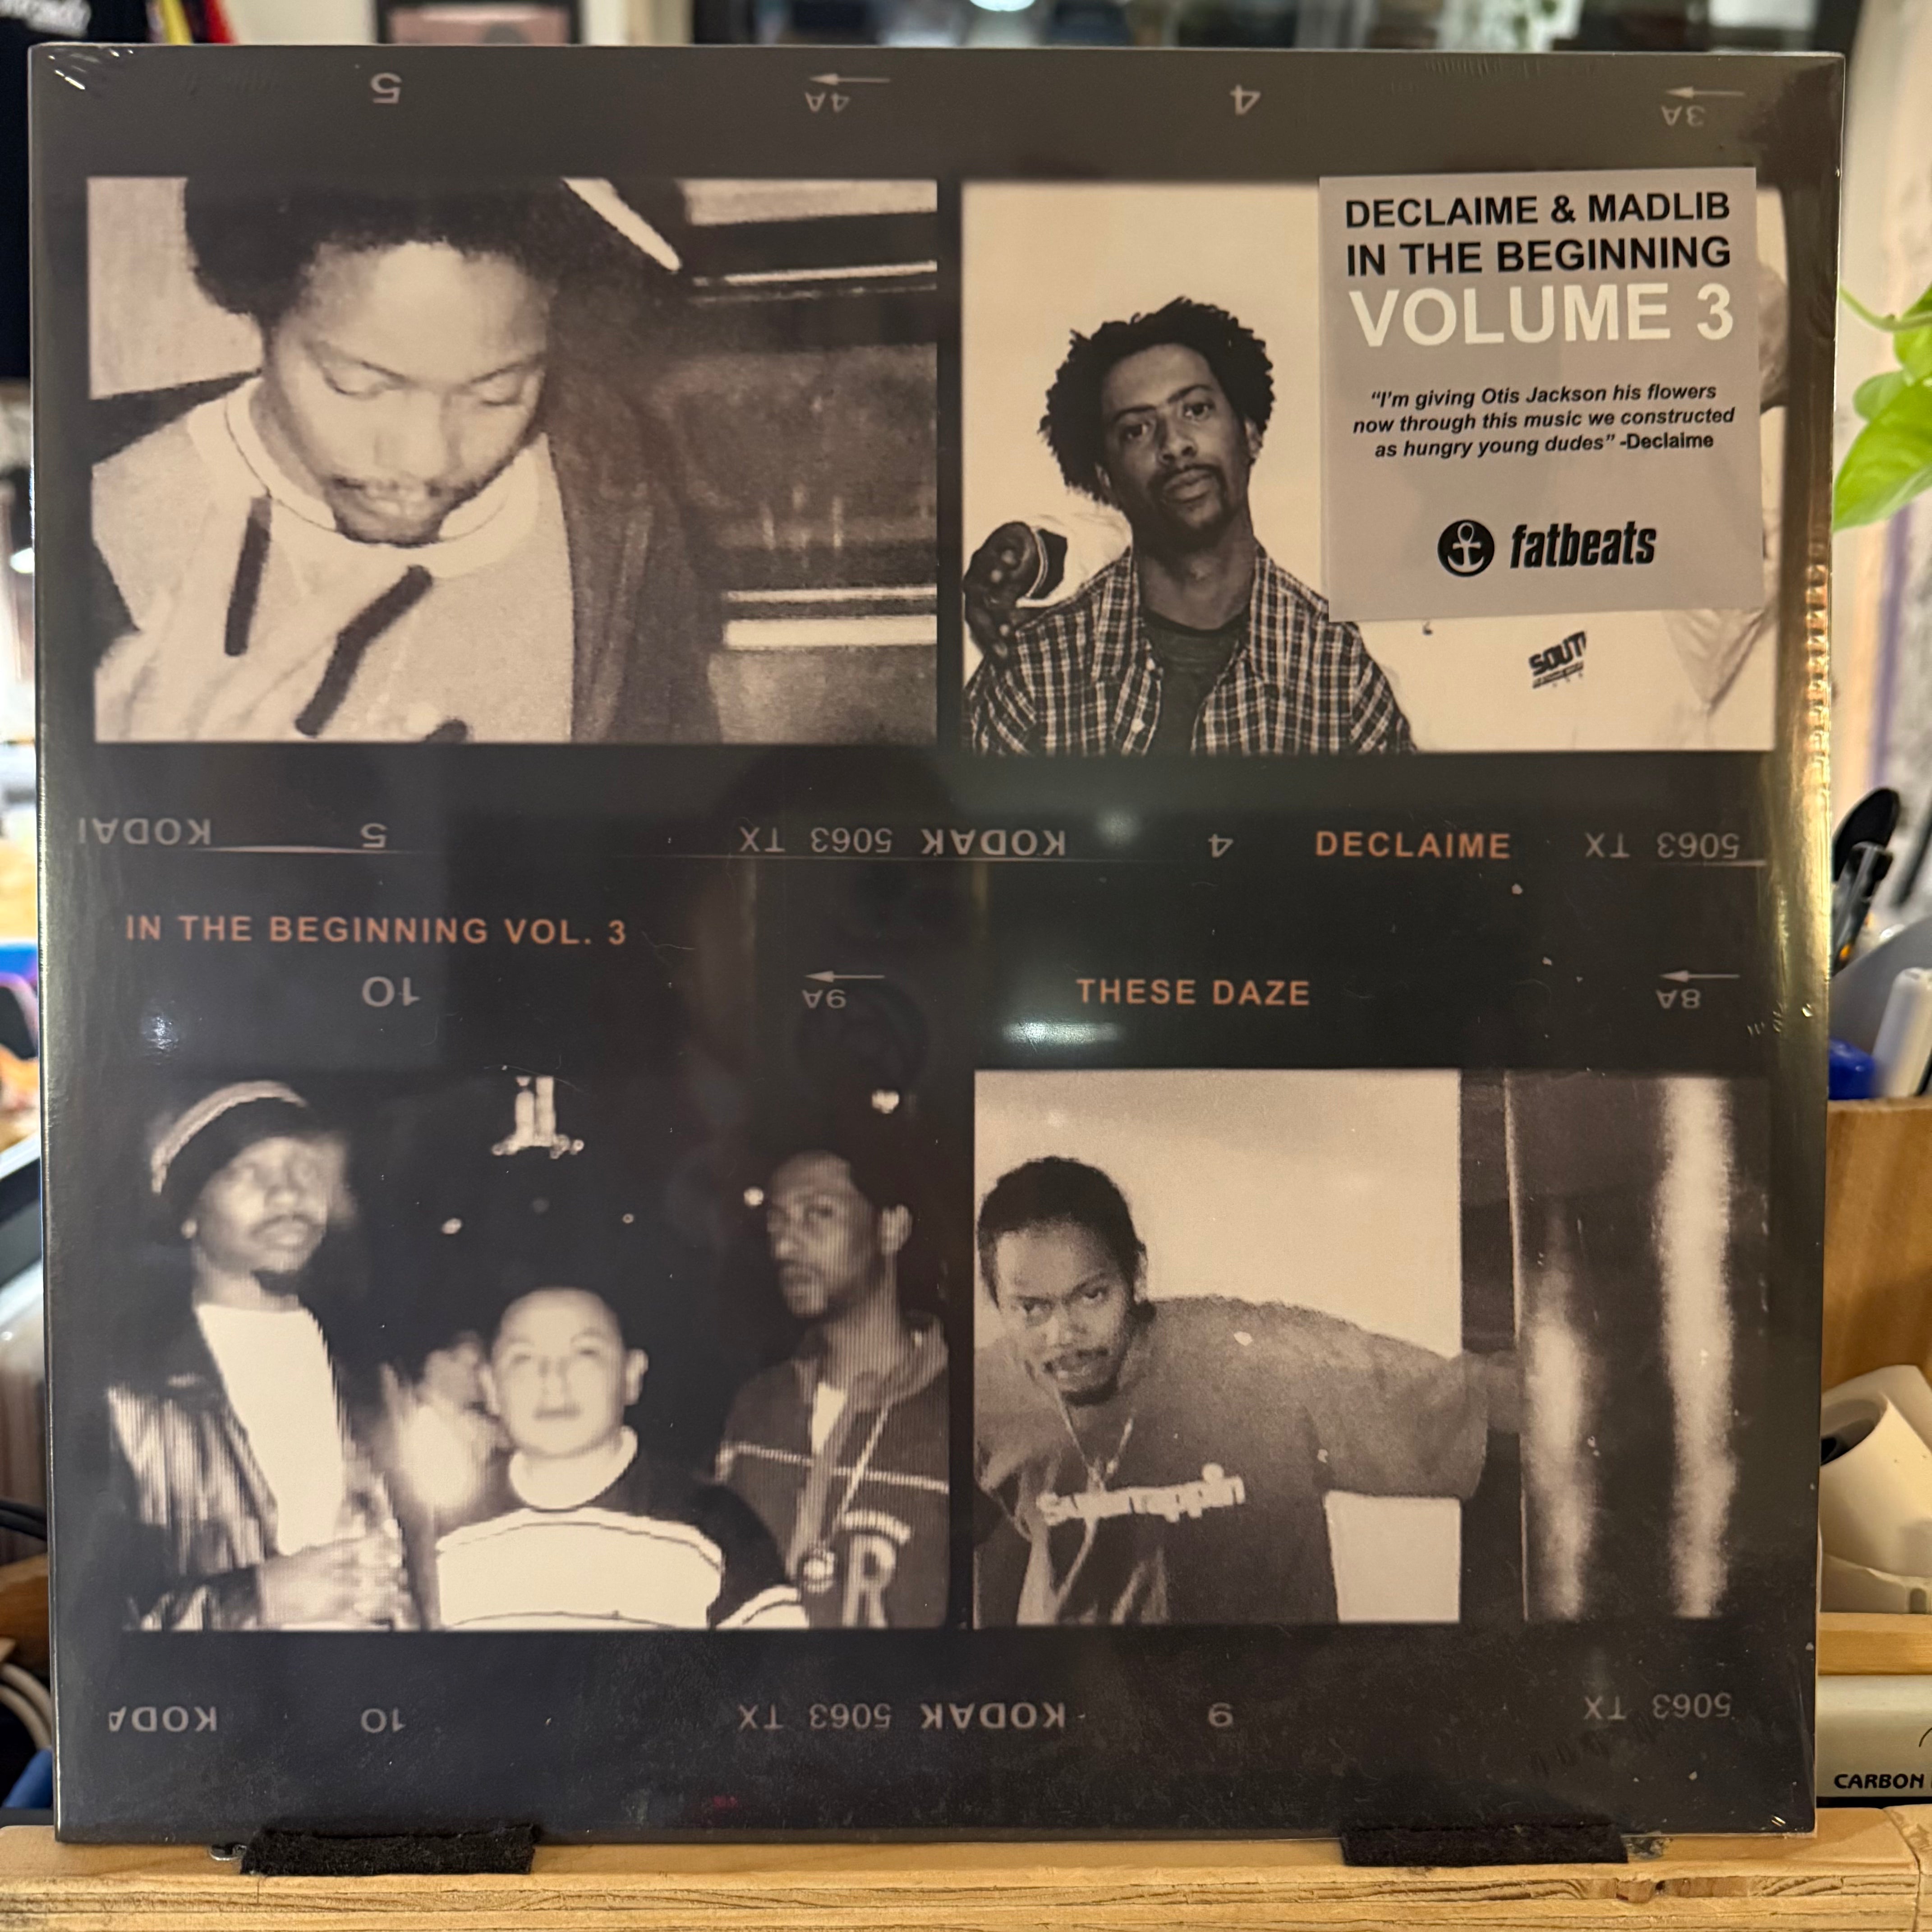 5
4A
4
3A
DECLAIME & MADLIB
IN THE BEGINNING
VOLUME 3
"I'm giving Otis Jackson his flowers
now through this music we constructed
as hungry young dudes" -Declaime
fatbeats
SOUT
KODAI
5
KODAK 5063 TX
4
DECLAIME
5063 TX
IN THE BEGINNING VOL. 3
THESE DAZE
10
9A
8A
KODA
10
KODAK 5063 TX
9
5063 TX
CARBON